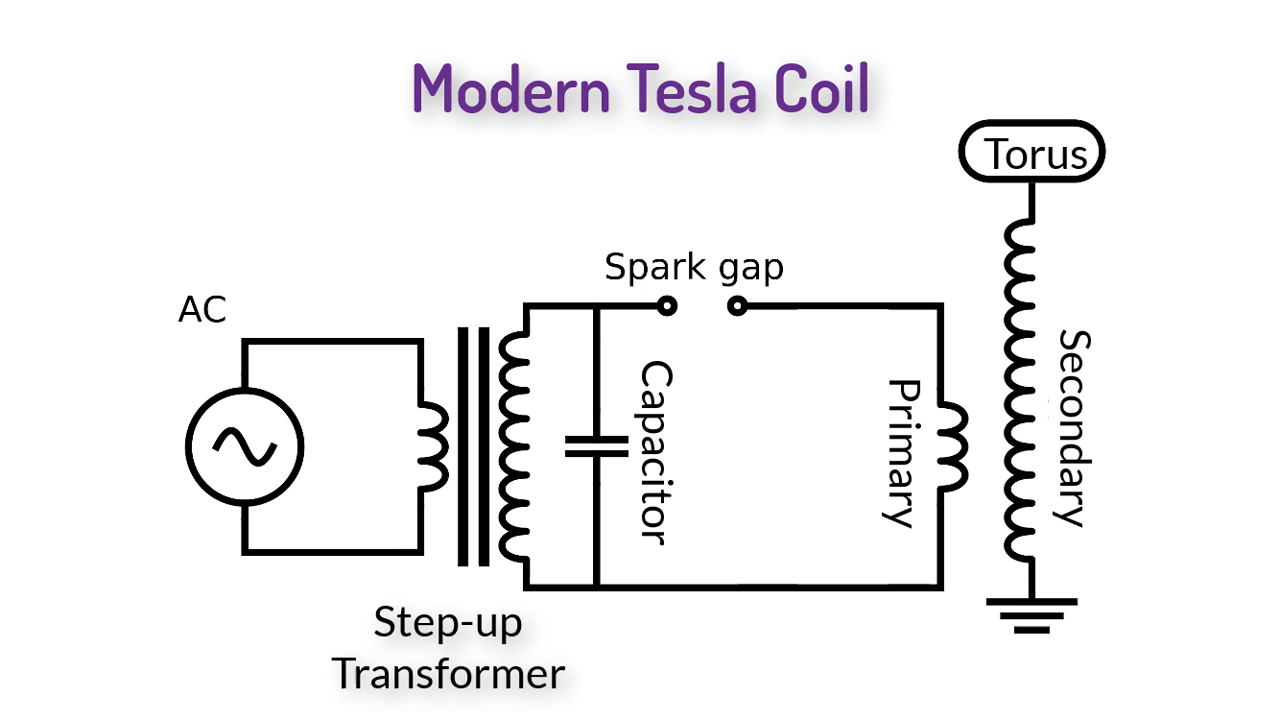 Modern Tesla Coil
Torus
Spark gap
AC
Capacitor
Primary
Secondary
Step-up
Transformer